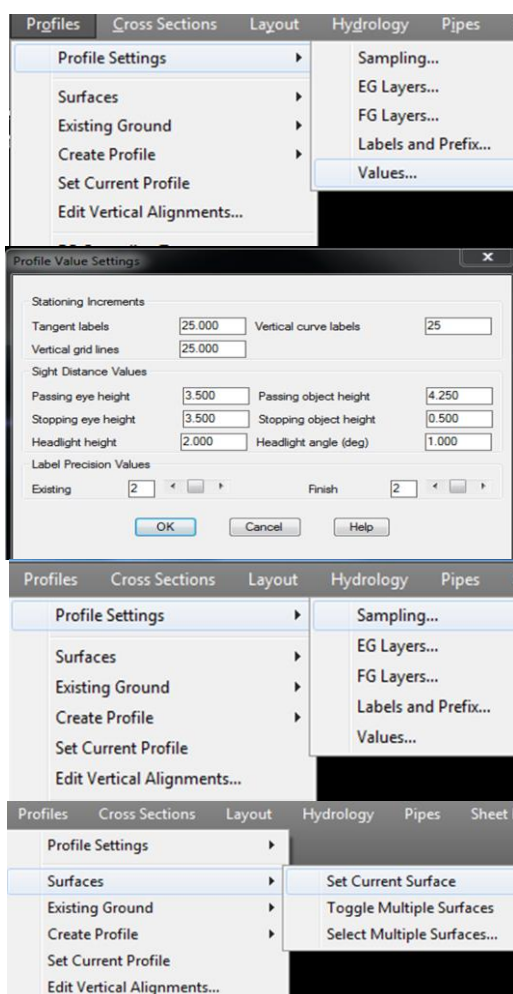 Profiles Cross Sections Layout Hydrology Pipes
Profile Settings Sampling...
EG Layers...
Surfaces
FG Layers...
Existing Ground
Labels and Prefix...
Create Profile
Values...
Set Current Profile
Edit Vertical Alignments...
Profile Value Settings x
Stationing Increments
Tangent labels 25.000 Vertical curve labels 25
Vertical grid lines 25.000
Sight Distance Values
Passing eye height 3.500 Passing object height 4.250
Stopping eye height 3.500 Stopping object height 0.500
Headlight height 2.000 Headlight angle (deg) 1.000
Label Precision Values
Existing 2 Finish 2
OK Cancel Help
Profiles Cross Sections Layout Hydrology Pipes
Profile Settings Sampling...
EG Layers...
Surfaces
FG Layers...
Existing Ground
Labels and Prefix...
Create Profile
Values...
Set Current Profile
Edit Vertical Alignments...
Profiles Cross Sections Layout Hydrology Pipes Sheet
Profile Settings
Surfaces Set Current Surface
Existing Ground Toggle Multiple Surfaces
Create Profile Select Multiple Surfaces...
Set Current Profile
Edit Vertical Alignments...